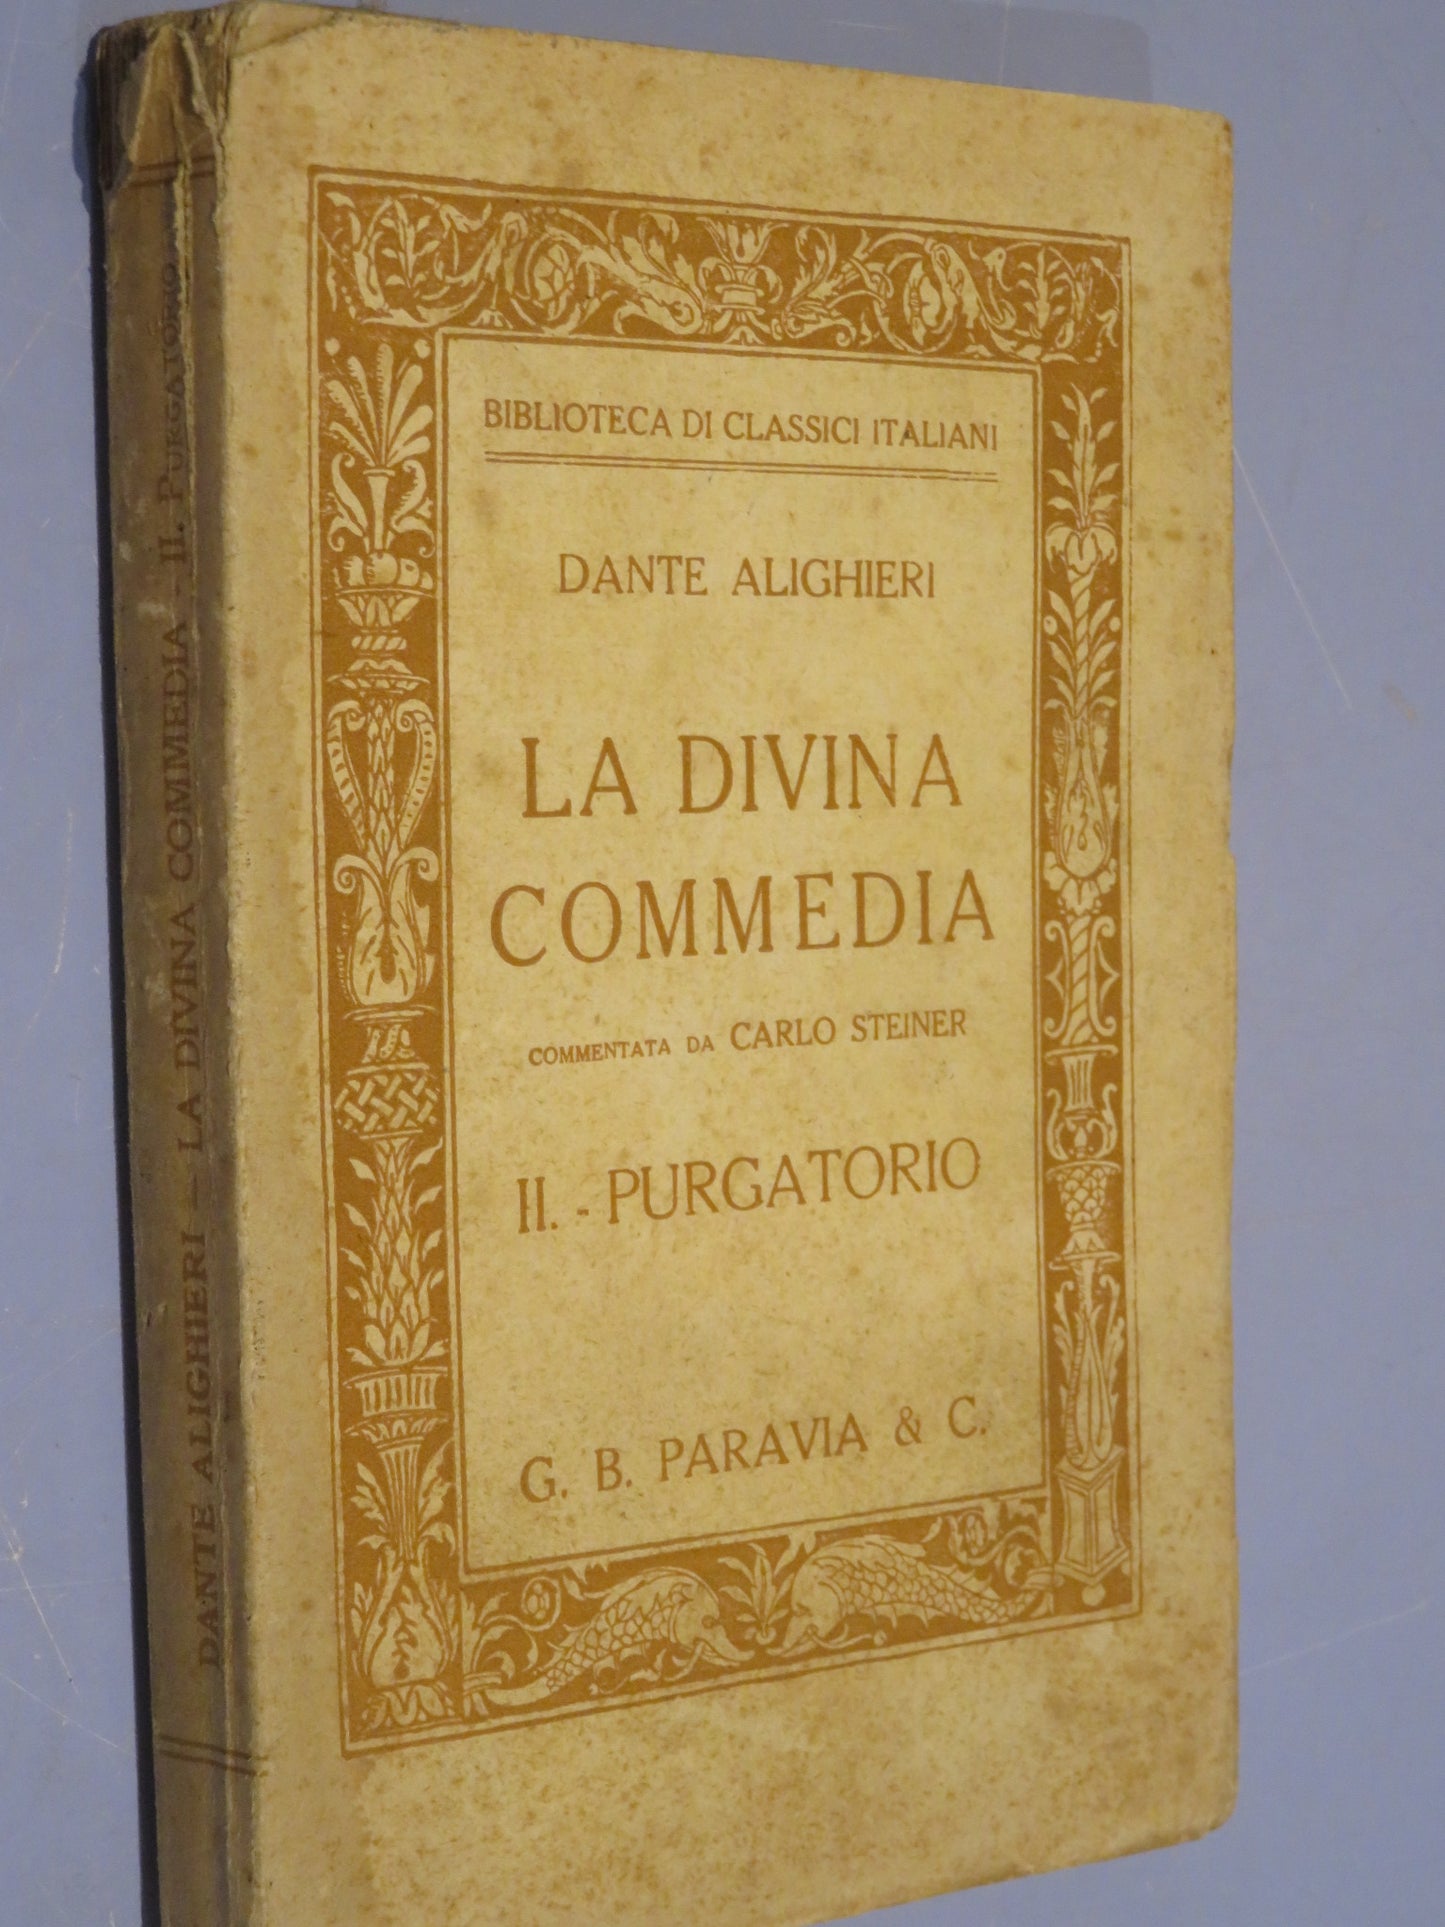 BIBLIOTECA DI CLASSICI ITALIANI
DANTE ALIGHIERI
LA DIVINA
COMMEDIA
COMMENTATA DA CARLO STEINER
II. - PURGATORIO
G. B. PARAVIA & C.
DANTE ALIGHIERI - LA DIVINA COMMEDIA - II. PURGATORIO